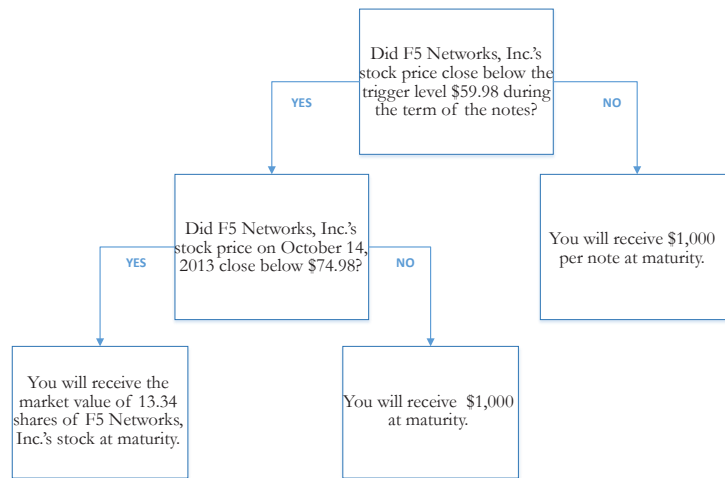 Did F5 Networks, Inc.'s
stock price close below the
trigger level $59.98 during
the term of the notes?
YES
NO
Did F5 Networks, Inc.'s
stock price on October 14,
2013 close below $74.98?
You will receive $1,000
per note at maturity.
YES
NO
You will receive the
market value of 13.34
shares of F5 Networks,
Inc.'s stock at maturity.
You will receive $1,000
at maturity.